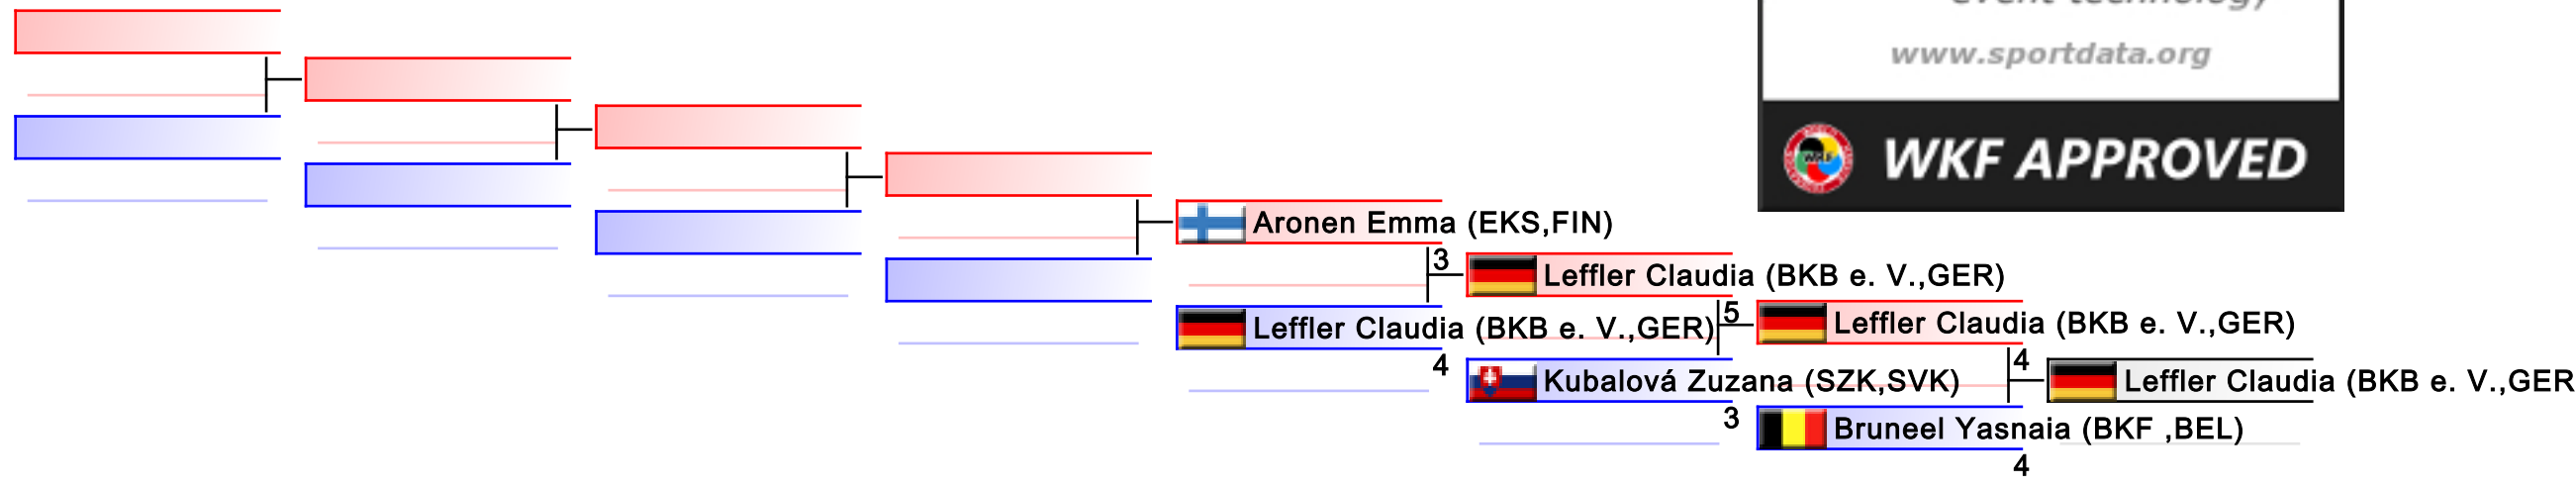 event technology
www.sportdata.org
WKF APPROVED
Aronen Emma (EKS,FIN)
3
Leffler Claudia (BKB e. V.,GER)
Leffler Claudia (BKB e. V.,GER)
5
Leffler Claudia (BKB e. V.,GER)
4
Kubalová Zuzana (SZK,SVK)
4
Leffler Claudia (BKB e. V.,GER
3
Bruneel Yasnaia (BKF ,BEL)
4